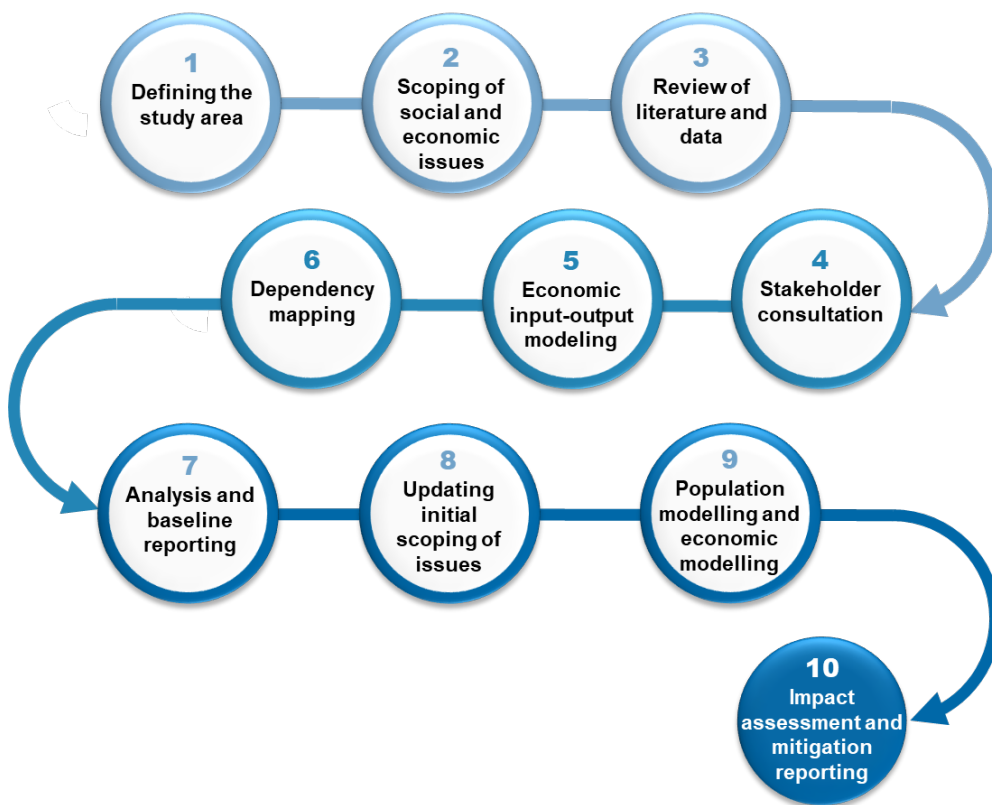 1
Defining the
study area
2
Scoping of
social and
economic
issues
3
Review of
literature and
data
4
Stakeholder
consultation
5
Economic
input-output
modeling
6
Dependency
mapping
7
Analysis and
baseline
reporting
8
Updating
initial
scoping of
issues
9
Population
modelling and
economic
modelling
10
Impact
assessment and
mitigation
reporting